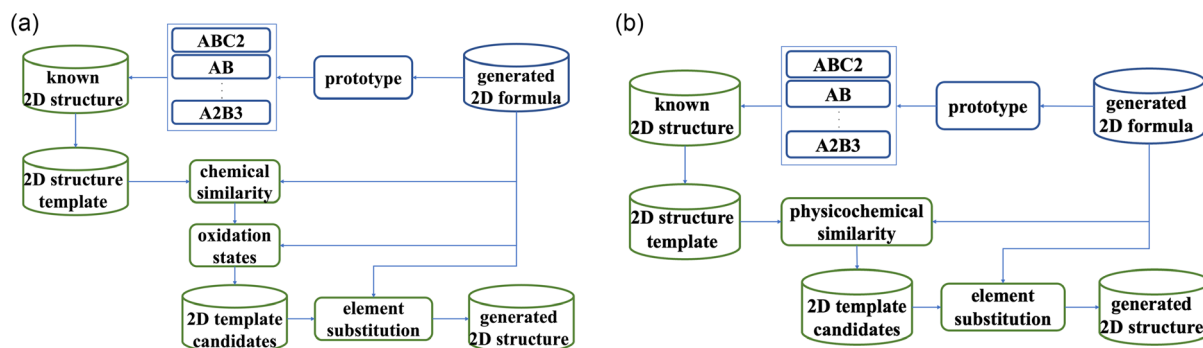 (a)
ABC2
AB
A2B3
known
2D structure
prototype
generated
2D formula
2D structure
template
chemical
similarity
oxidation
states
2D template
candidates
element
substitution
generated
2D structure
(b)
ABC2
AB
A2B3
known
2D structure
prototype
generated
2D formula
2D structure
template
physicochemical
similarity
2D template
candidates
element
substitution
generated
2D structure